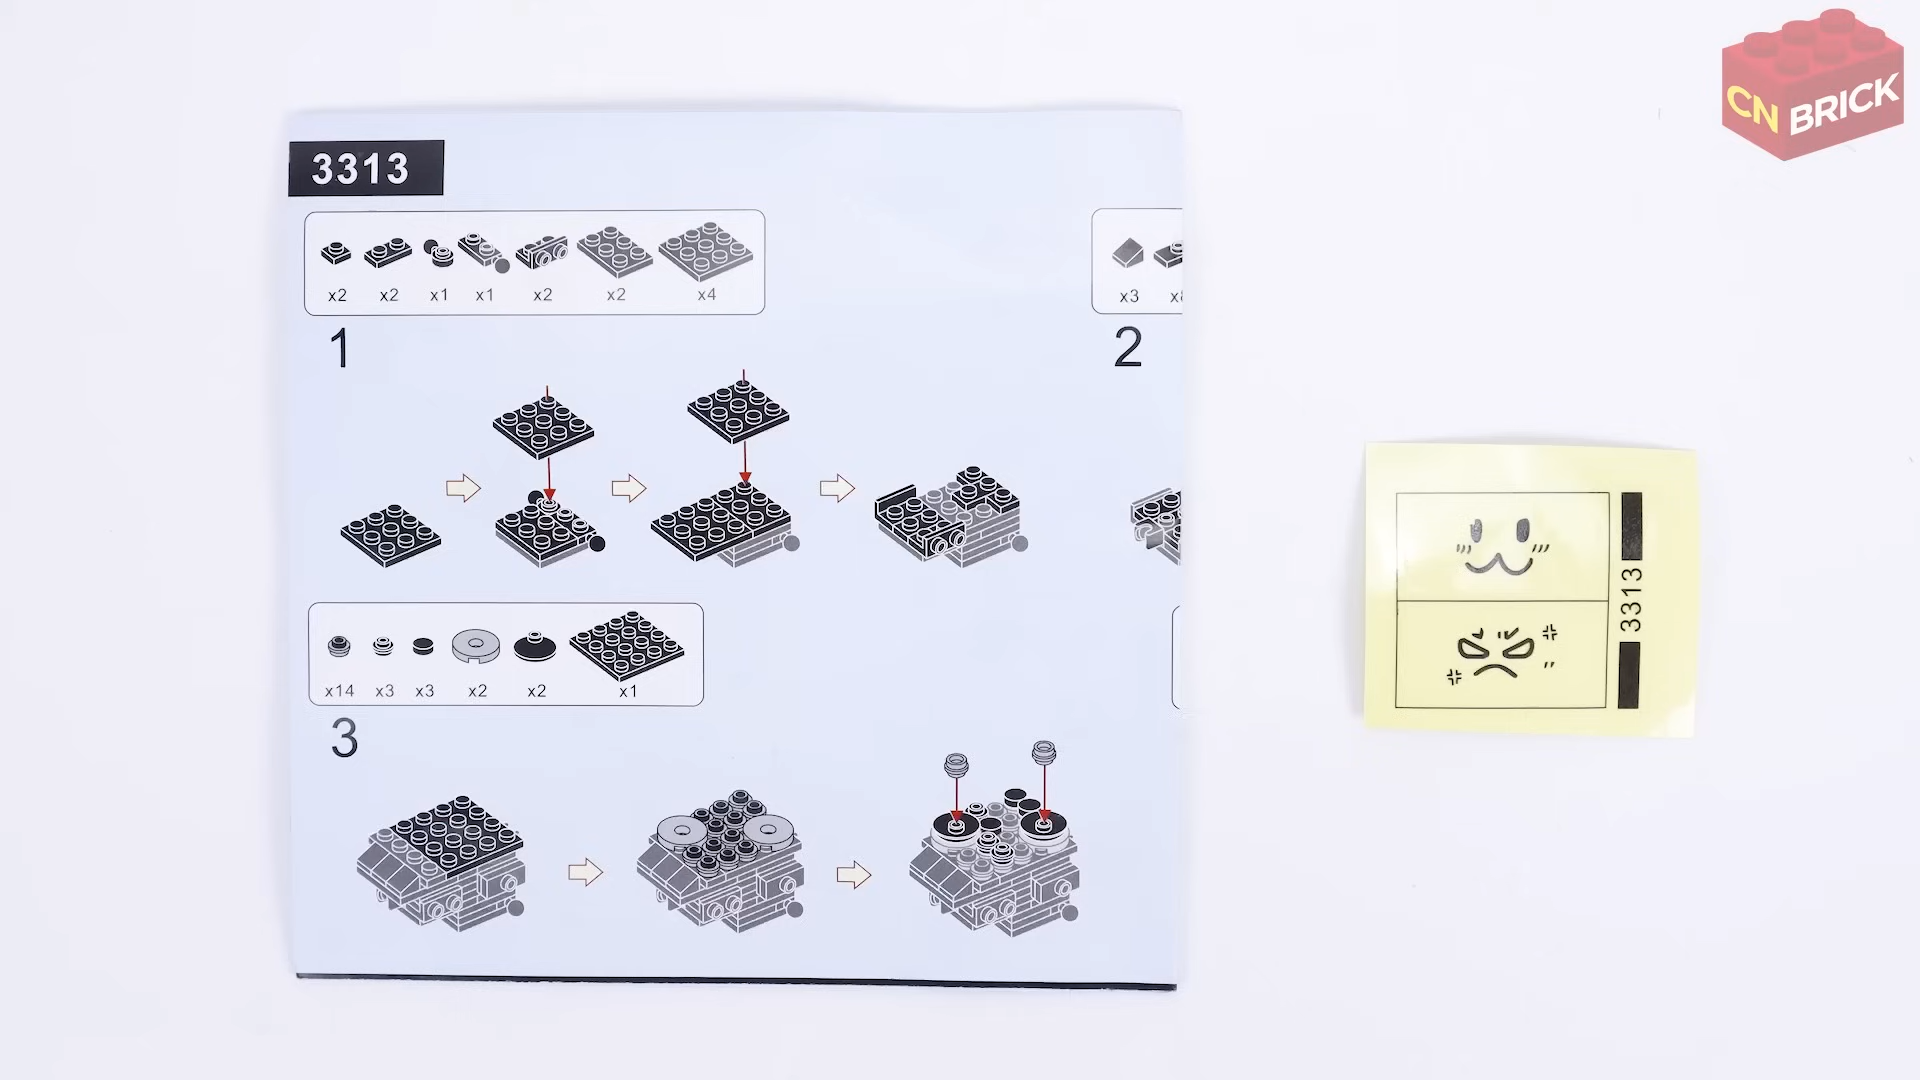 CN BRICK
3313
x2 x2 x1 x1 x2 x2 x4
x3
1
2
x14 x3 x3 x2 x2 x1
3
3313